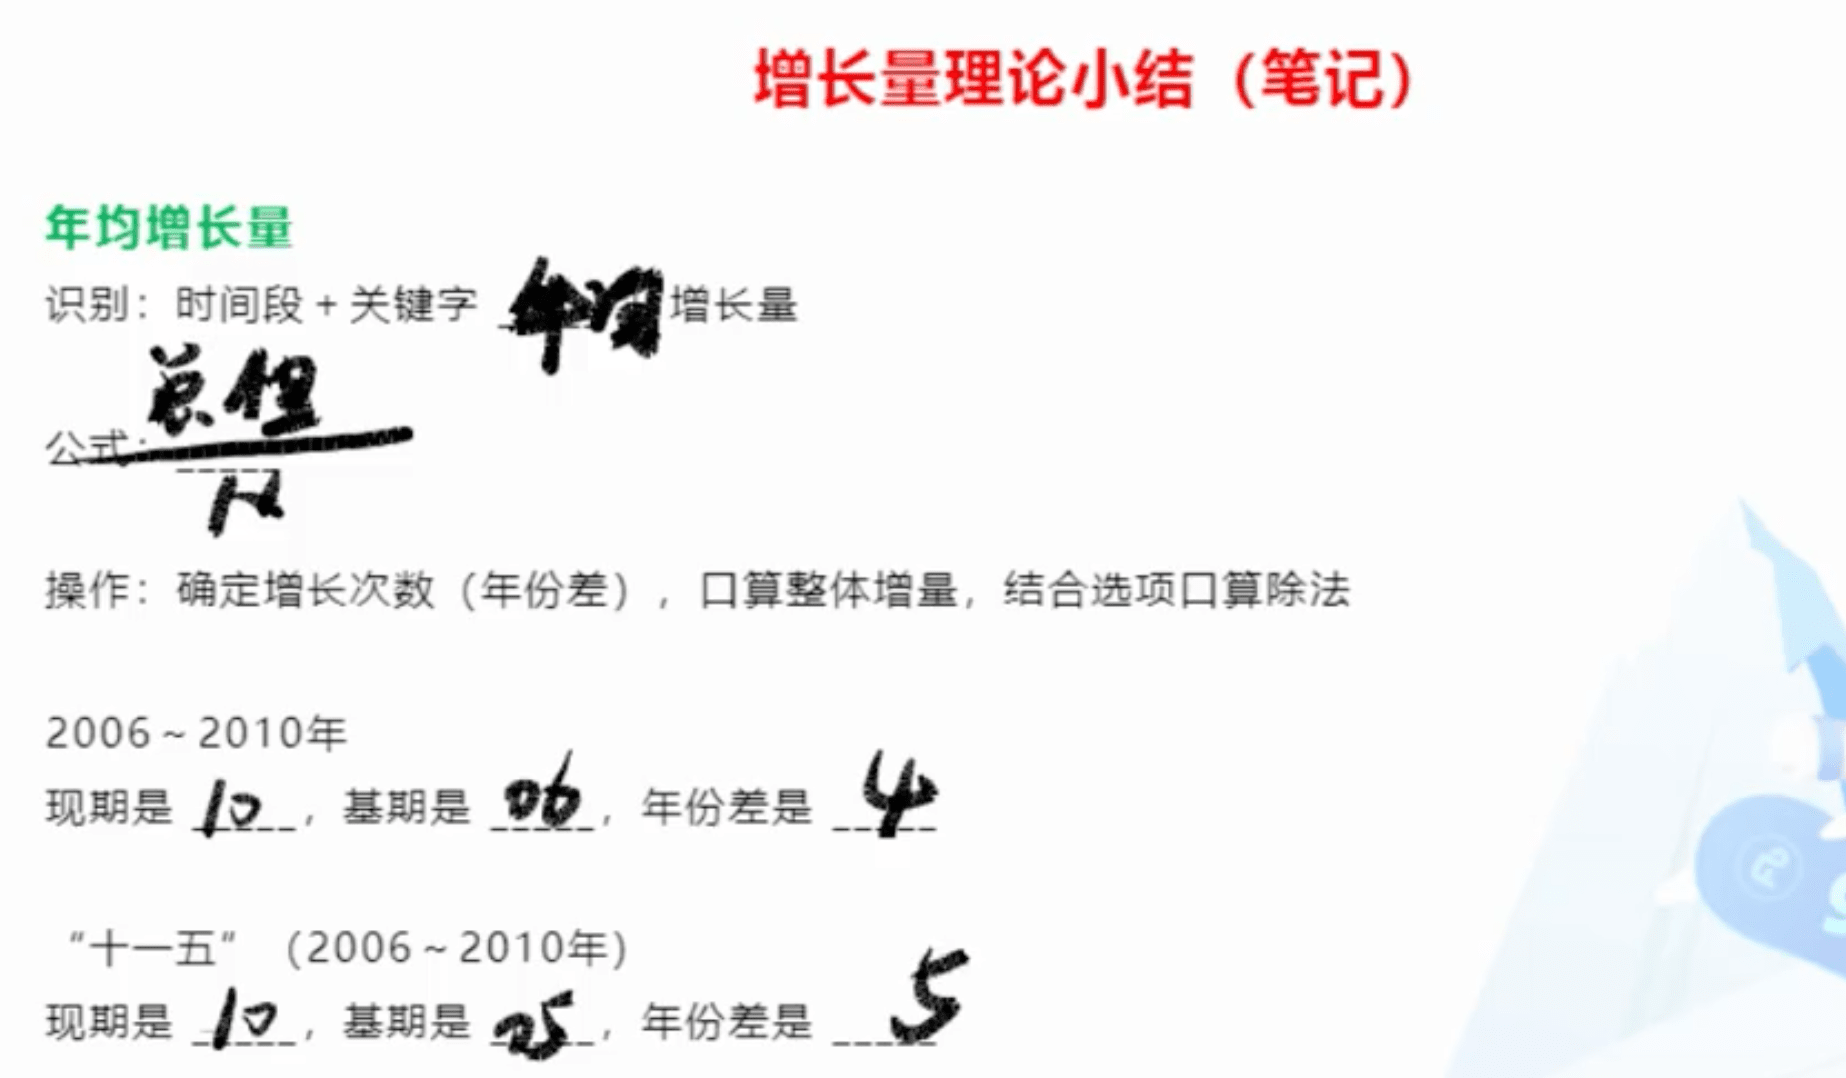 增长量理论小结（笔记）
年均增长量
识别：时间段+关键字 年均 增长量
总增
公式：
n
操作：确定增长次数（年份差），口算整体增量，结合选项口算除法
2006~2010年
现期是 10，基期是 06，年份差是 4
“十一五”（2006~2010年）
现期是 10，基期是 05，年份差是 5